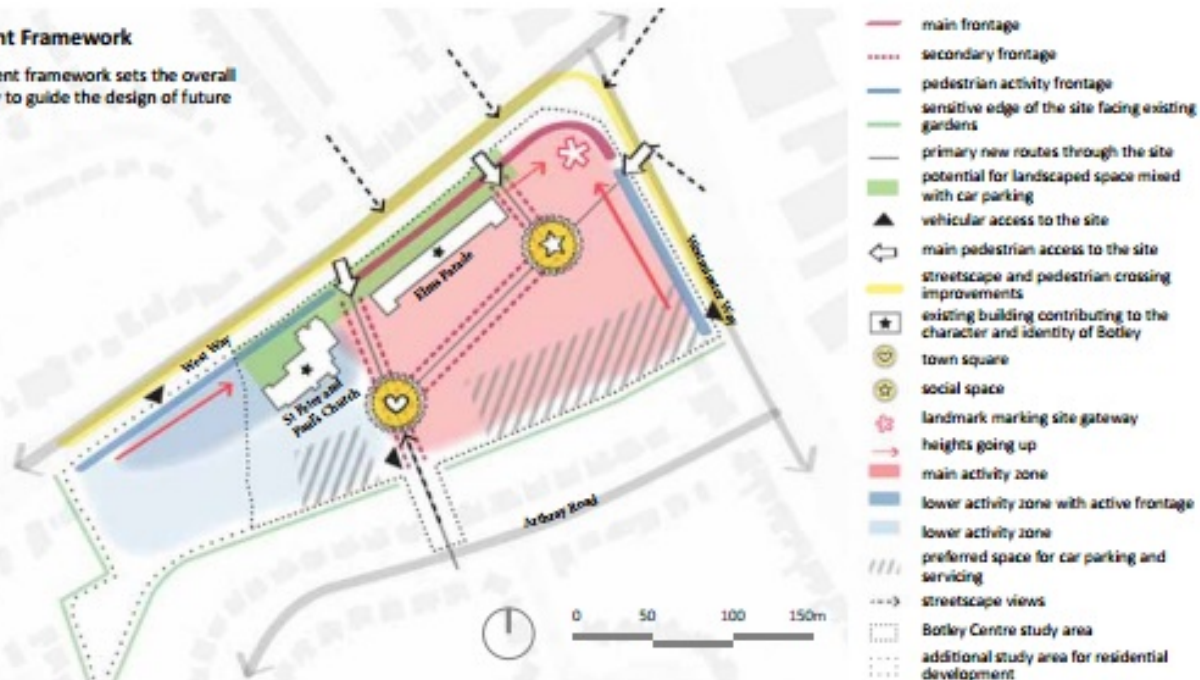 nt Framework
ent framework sets the overall
y to guide the design of future
West Way
Elms Parade
St Peter and
Paul's Church
Westminster Way
Arthray Road
0 50 100 150m
main frontage
secondary frontage
pedestrian activity frontage
sensitive edge of the site facing existing
gardens
primary new routes through the site
potential for landscaped space mixed
with car parking
vehicular access to the site
main pedestrian access to the site
streetscape and pedestrian crossing
improvements
existing building contributing to the
character and identity of Botley
town square
social space
landmark marking site gateway
heights going up
main activity zone
lower activity zone with active frontage
lower activity zone
preferred space for car parking and
servicing
streetscape views
Botley Centre study area
additional study area for residential
development